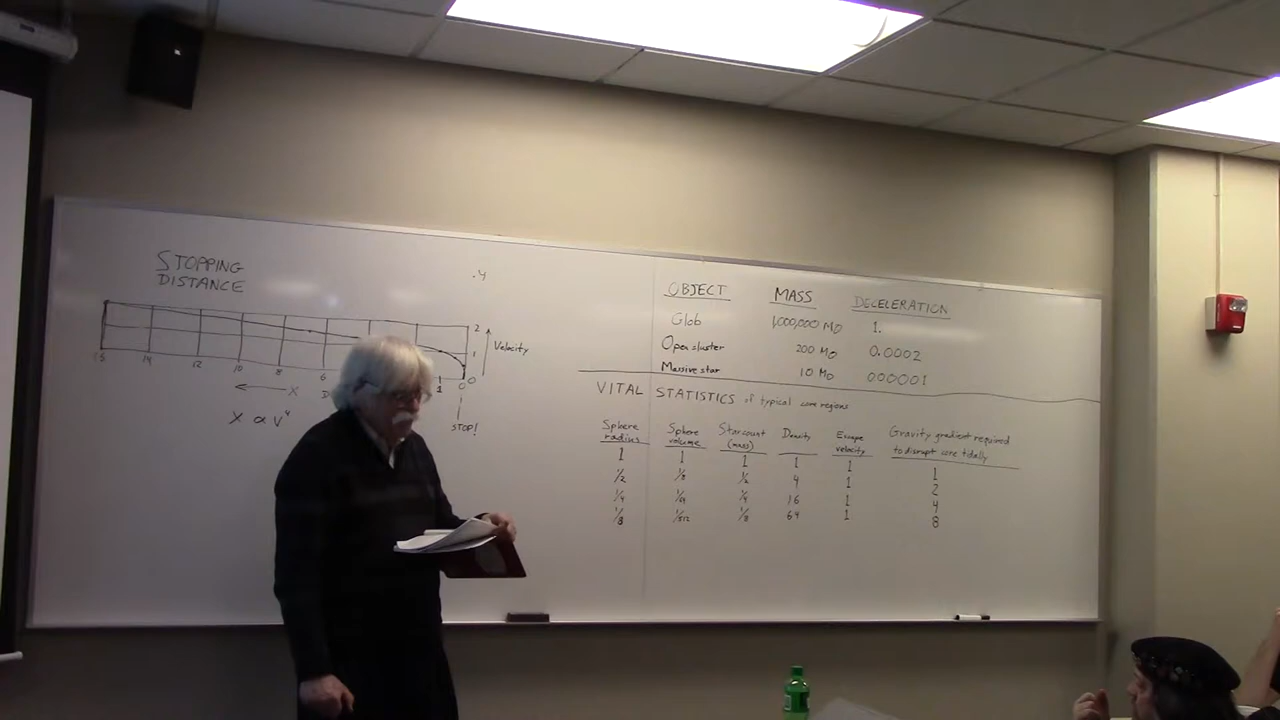 STOPPING
DISTANCE
.4
2
1
0
Velocity
15 14 12 10 8 6 1 0
← X
X ∝ V⁴
STOP!
OBJECT MASS DECELERATION
Glob 1,000,000 M⊙ 1.
Open cluster 200 M⊙ 0.0002
Massive star 10 M⊙ 000001
VITAL STATISTICS of typical core regions
Sphere radius Sphere volume Starcount (mass) Density Escape velocity Gravity gradient required to disrupt core tidally
1 1 1 1 1 1
1/2 1/8 1/2 4 1 2
1/4 1/64 1/4 16 1 4
1/8 1/512 1/8 64 1 8